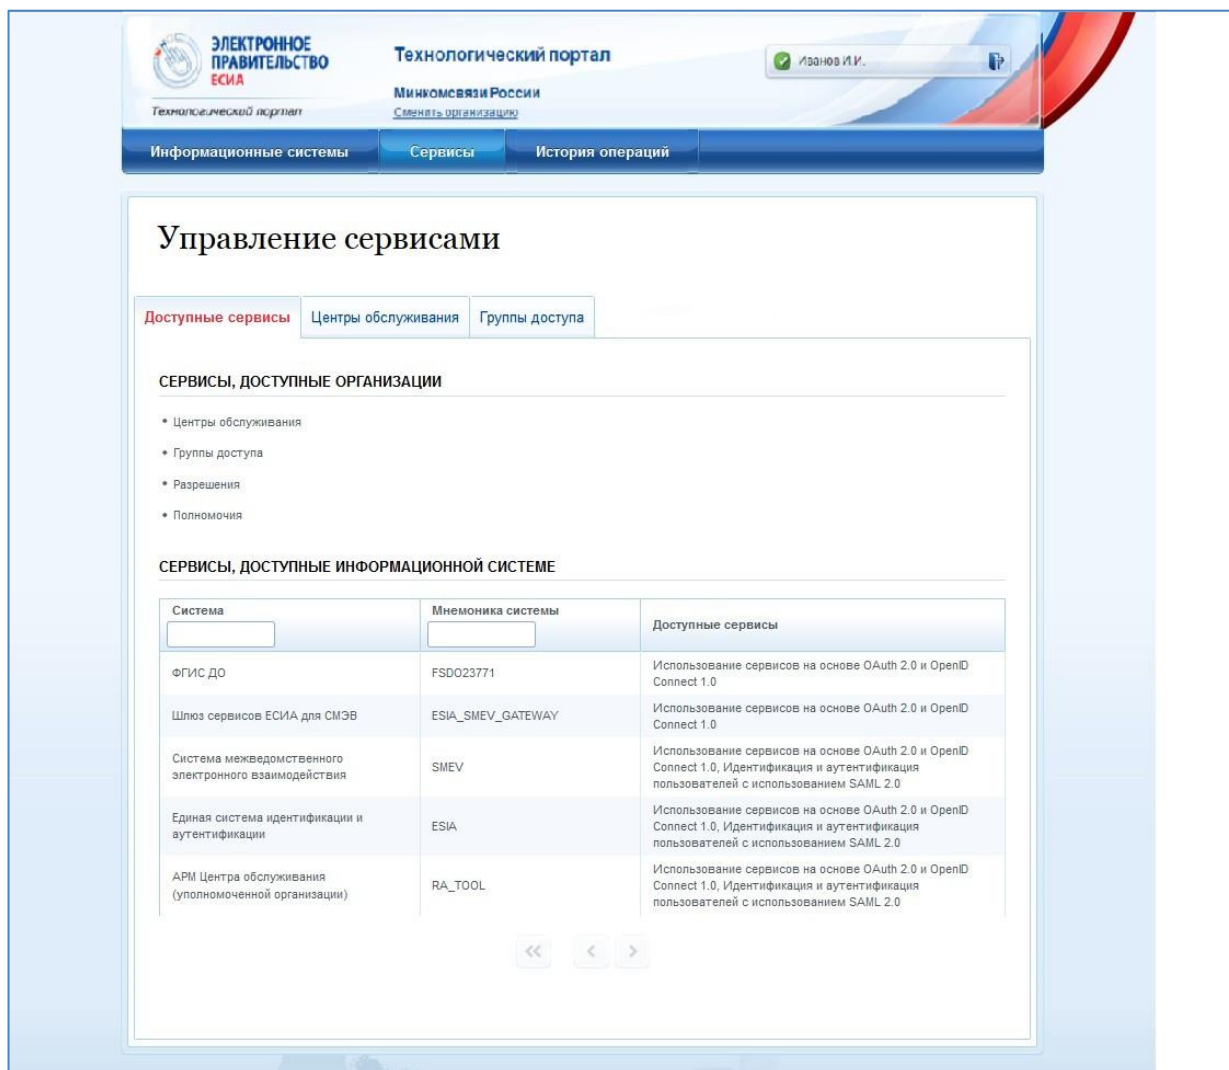 ЭЛЕКТРОННОЕ
ПРАВИТЕЛЬСТВО
ЕСИА
Технологический портал
Технологический портал
Минкомсвязи России
Сменить организацию
Иванов И.И.
Информационные системы
Сервисы
История операций
Управление сервисами
Доступные сервисы
Центры обслуживания
Группы доступа
СЕРВИСЫ, ДОСТУПНЫЕ ОРГАНИЗАЦИИ
• Центры обслуживания
• Группы доступа
• Разрешения
• Полномочия
СЕРВИСЫ, ДОСТУПНЫЕ ИНФОРМАЦИОННОЙ СИСТЕМЕ
Система
Мнемоника системы
Доступные сервисы
ФГИС ДО
FSDO23771
Использование сервисов на основе OAuth 2.0 и OpenID
Connect 1.0
Шлюз сервисов ЕСИА для СМЭВ
ESIA_SMEV_GATEWAY
Использование сервисов на основе OAuth 2.0 и OpenID
Connect 1.0
Система межведомственного
электронного взаимодействия
SMEV
Использование сервисов на основе OAuth 2.0 и OpenID
Connect 1.0, Идентификация и аутентификация
пользователей с использованием SAML 2.0
Единая система идентификации и
аутентификации
ESIA
Использование сервисов на основе OAuth 2.0 и OpenID
Connect 1.0, Идентификация и аутентификация
пользователей с использованием SAML 2.0
АРМ Центра обслуживания
(уполномоченной организации)
RA_TOOL
Использование сервисов на основе OAuth 2.0 и OpenID
Connect 1.0, Идентификация и аутентификация
пользователей с использованием SAML 2.0